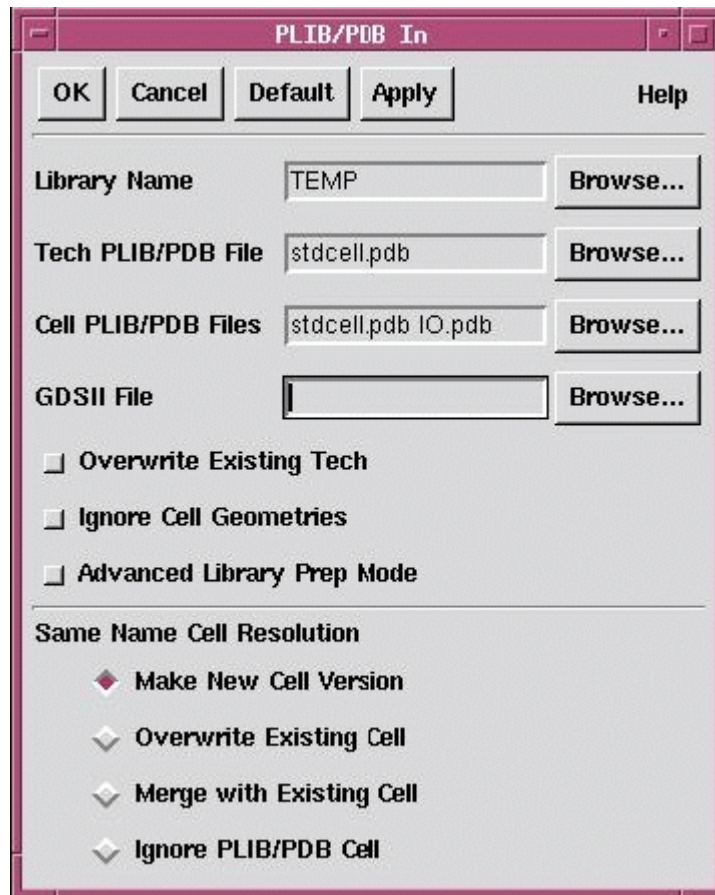 PLIB/PDB In
OK Cancel Default Apply Help
Library Name TEMP Browse...
Tech PLIB/PDB File stdcell.pdb Browse...
Cell PLIB/PDB Files stdcell.pdb IO.pdb Browse...
GDSII File Browse...
Overwrite Existing Tech
Ignore Cell Geometries
Advanced Library Prep Mode
Same Name Cell Resolution
Make New Cell Version
Overwrite Existing Cell
Merge with Existing Cell
Ignore PLIB/PDB Cell